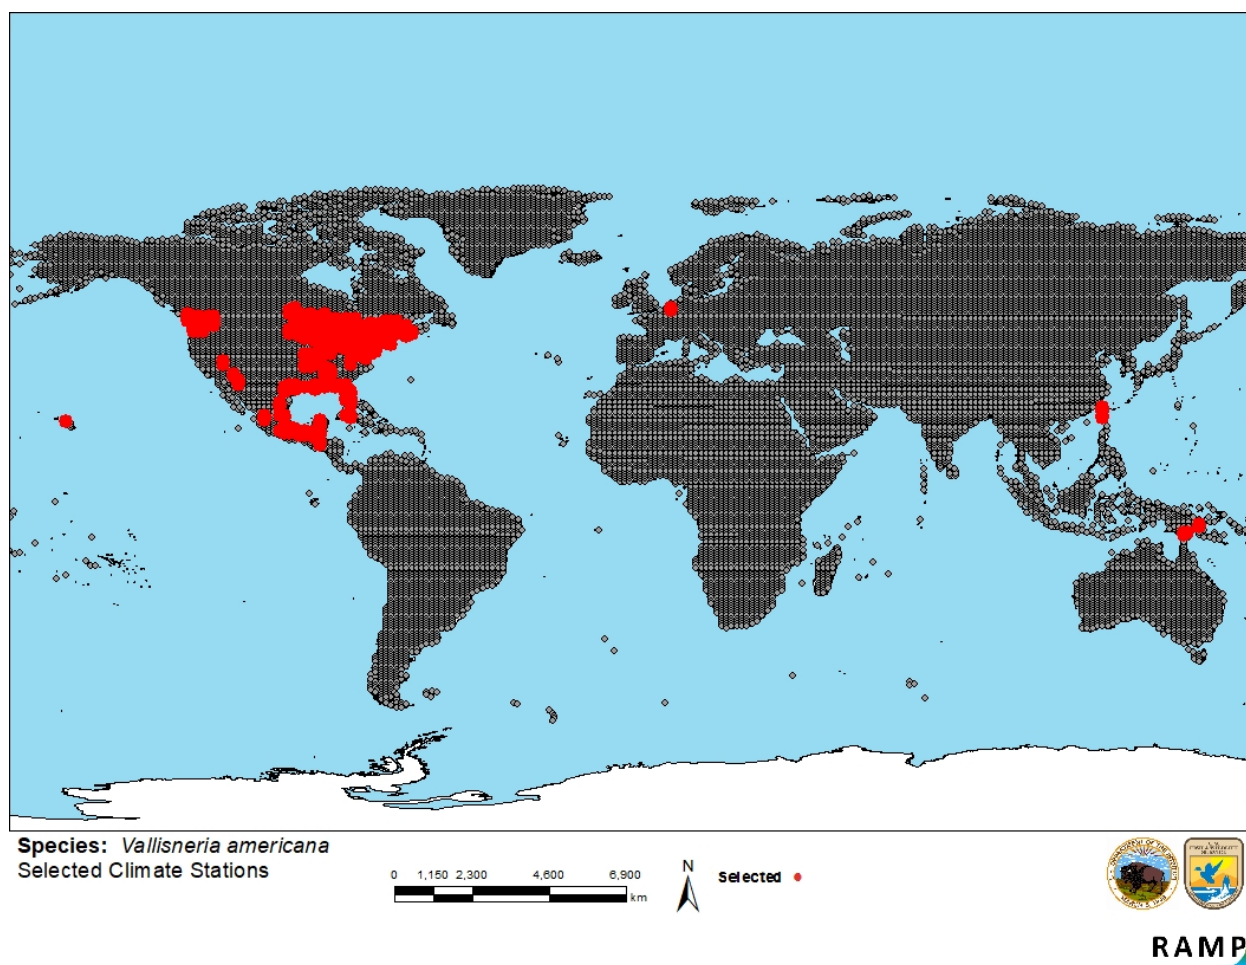 Species: Vallisneria americana
Selected Climate Stations
0 1,150 2,300 4,600 6,900
km
N
Selected
RAMP